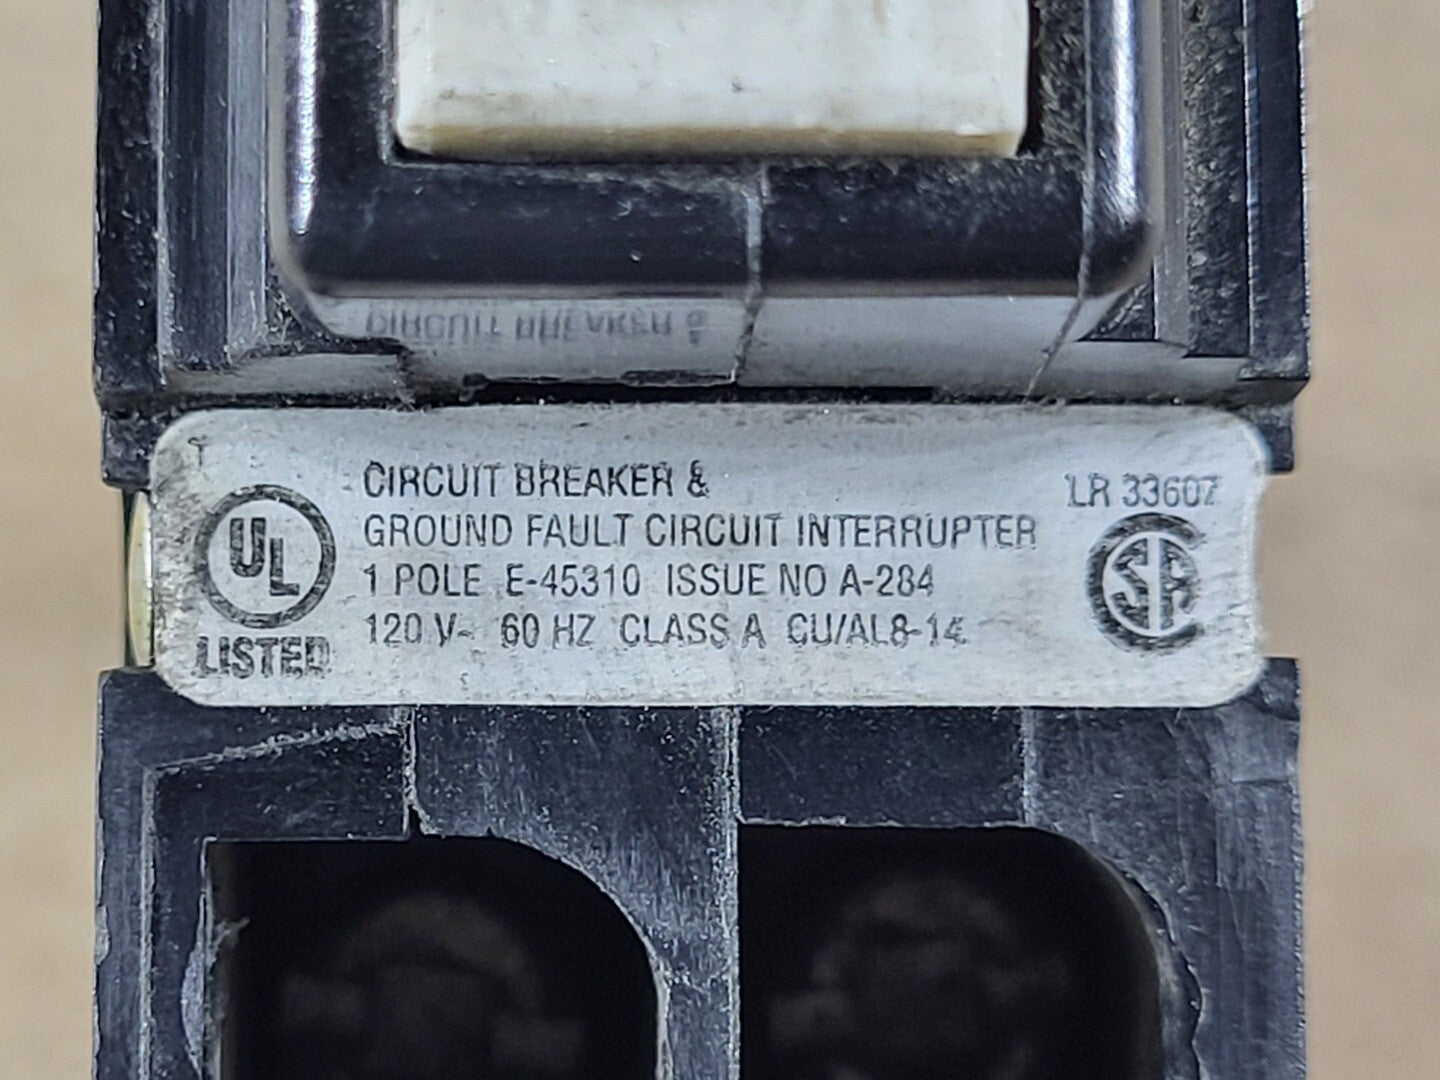 CIRCUIT BREAKER &
GROUND FAULT CIRCUIT INTERRUPTER
1 POLE E-45310 ISSUE NO A-284
120 V~ 60 HZ CLASS A CU/AL8-14
UL
LISTED
LR 33607
SA